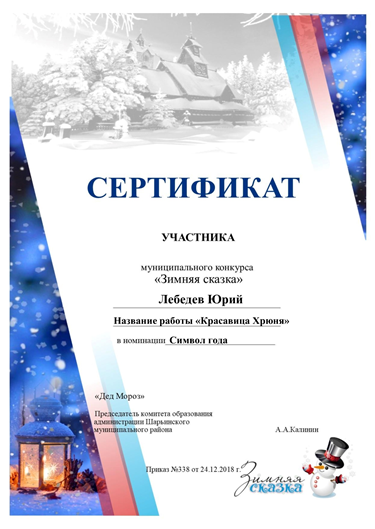 СЕРТИФИКАТ
УЧАСТНИКА
муниципального конкурса
«Зимняя сказка»
Лебедев Юрий
Название работы «Красавица Хрюня»
в номинации Символ года
«Дед Мороз»
Председатель комитета образования
администрации Шарьинского
муниципального района А.А.Калинин
Приказ №338 от 24.12.2018 г.
Зимняя
сказка